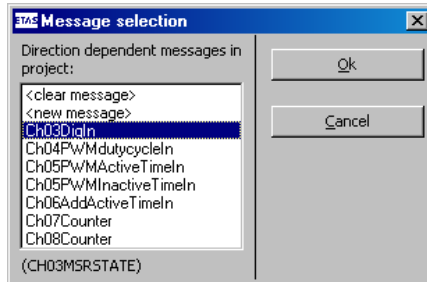 ETAS Message selection
Direction dependent messages in
project:
<clear message>
<new message>
Ch03DigIn
Ch04PWMdutycycleIn
Ch05PWMActiveTimeIn
Ch05PWMInactiveTimeIn
Ch06AddActiveTimeIn
Ch07Counter
Ch08Counter
(CH03MSRSTATE)
Ok
Cancel